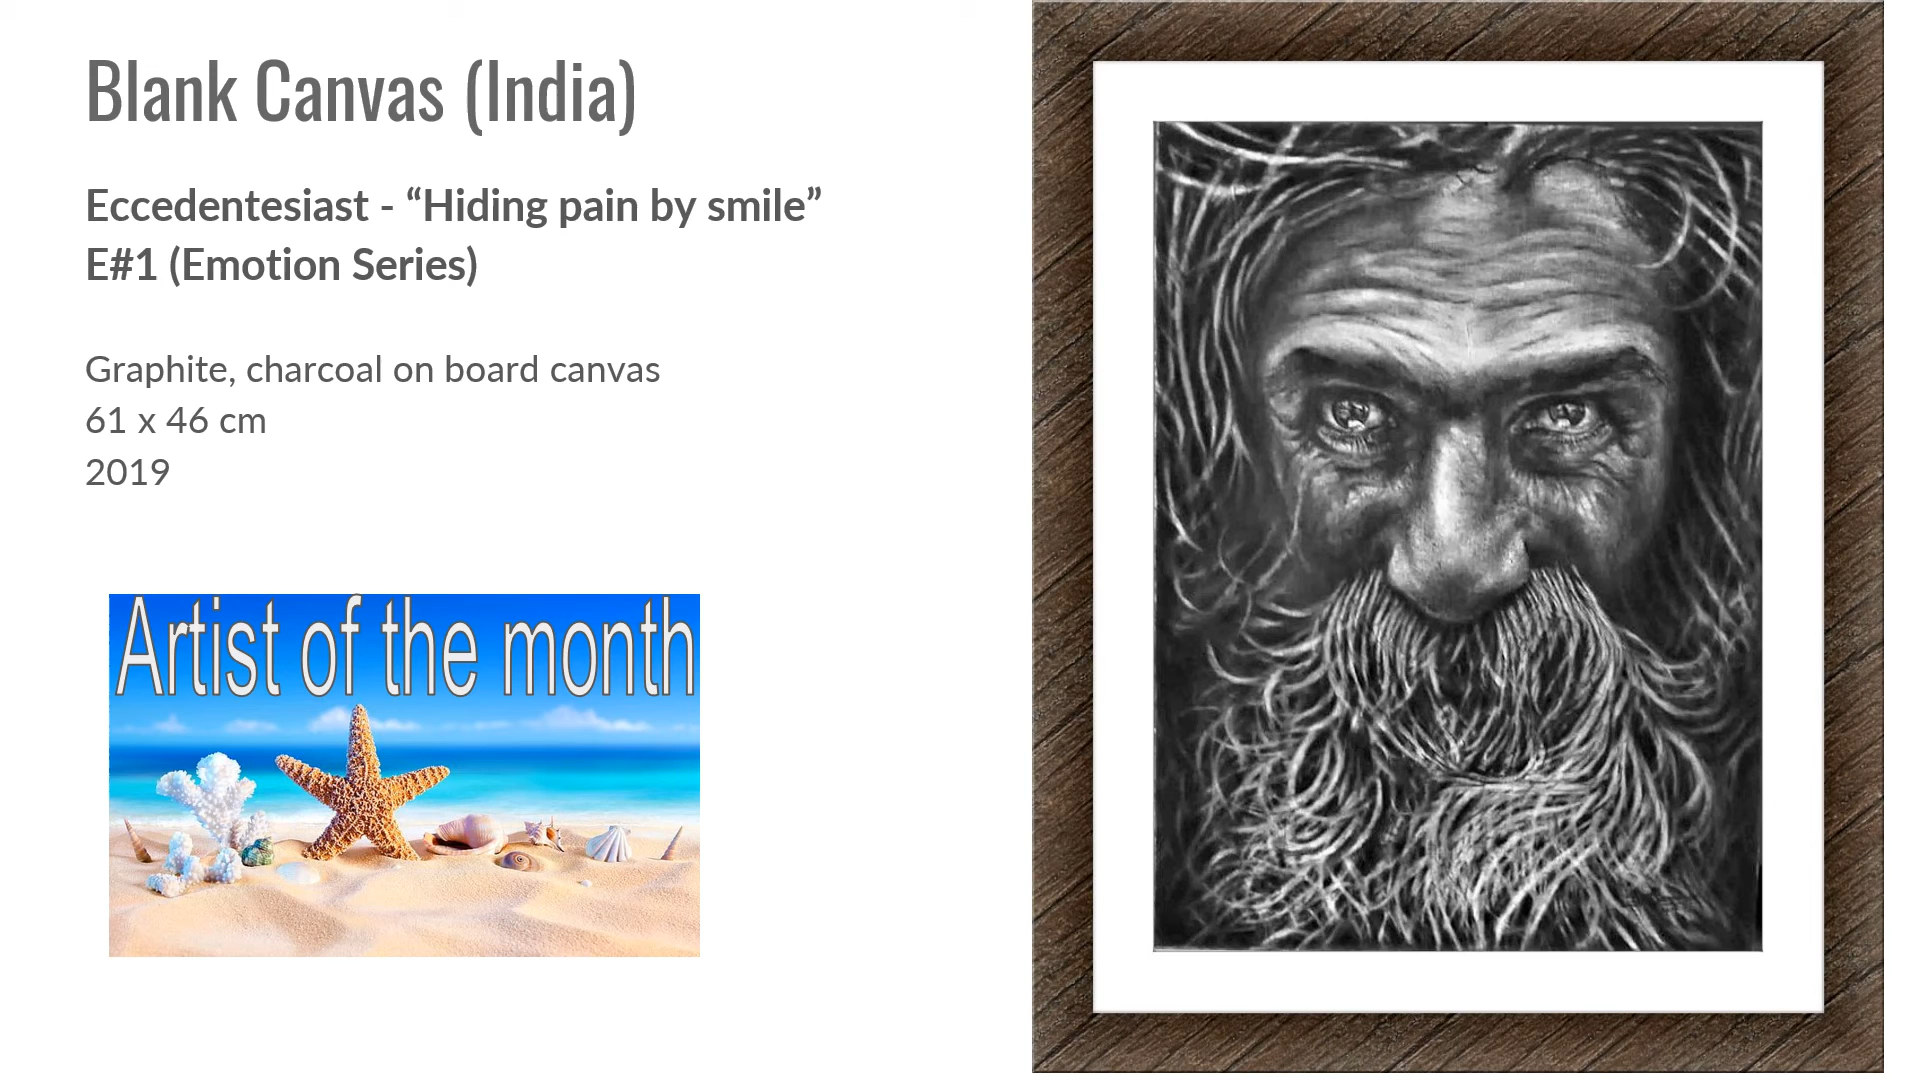 Blank Canvas (India)
Eccedentesiast - “Hiding pain by smile”
E#1 (Emotion Series)
Graphite, charcoal on board canvas
61 x 46 cm
2019
Artist of the month